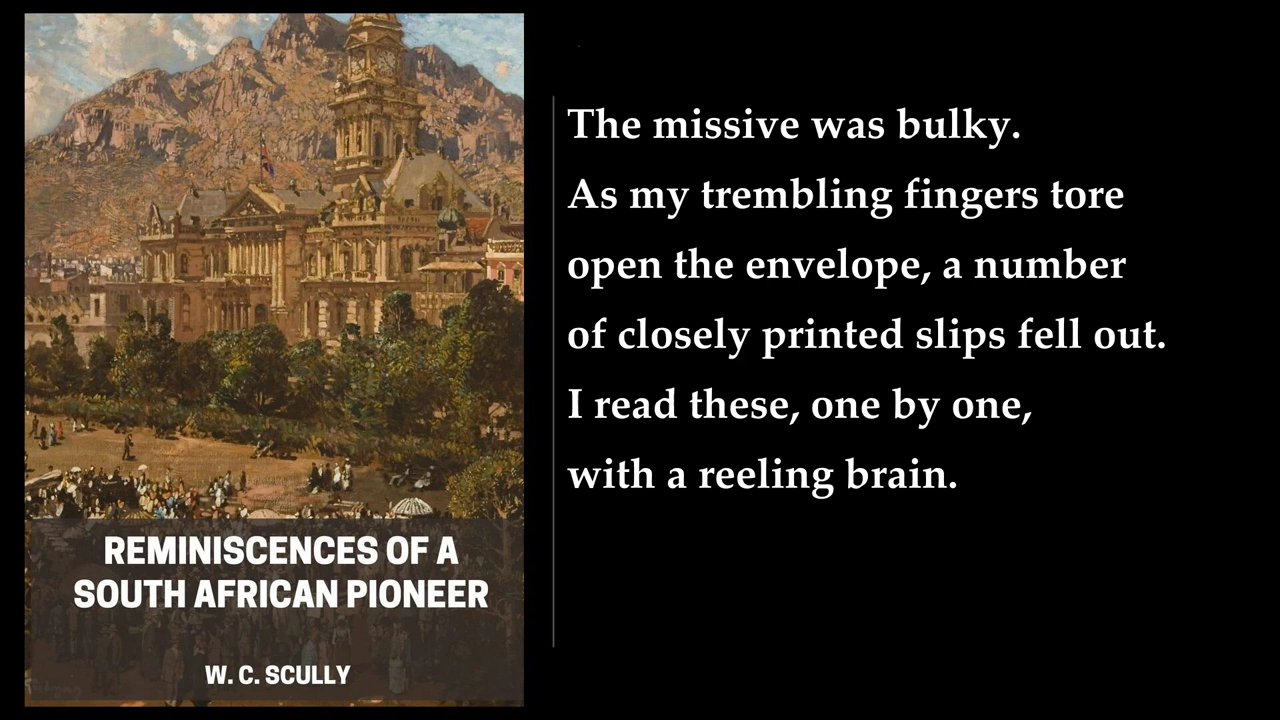 REMINISCENCES OF A
SOUTH AFRICAN PIONEER
W. C. SCULLY
The missive was bulky.
As my trembling fingers tore
open the envelope, a number
of closely printed slips fell out.
I read these, one by one,
with a reeling brain.